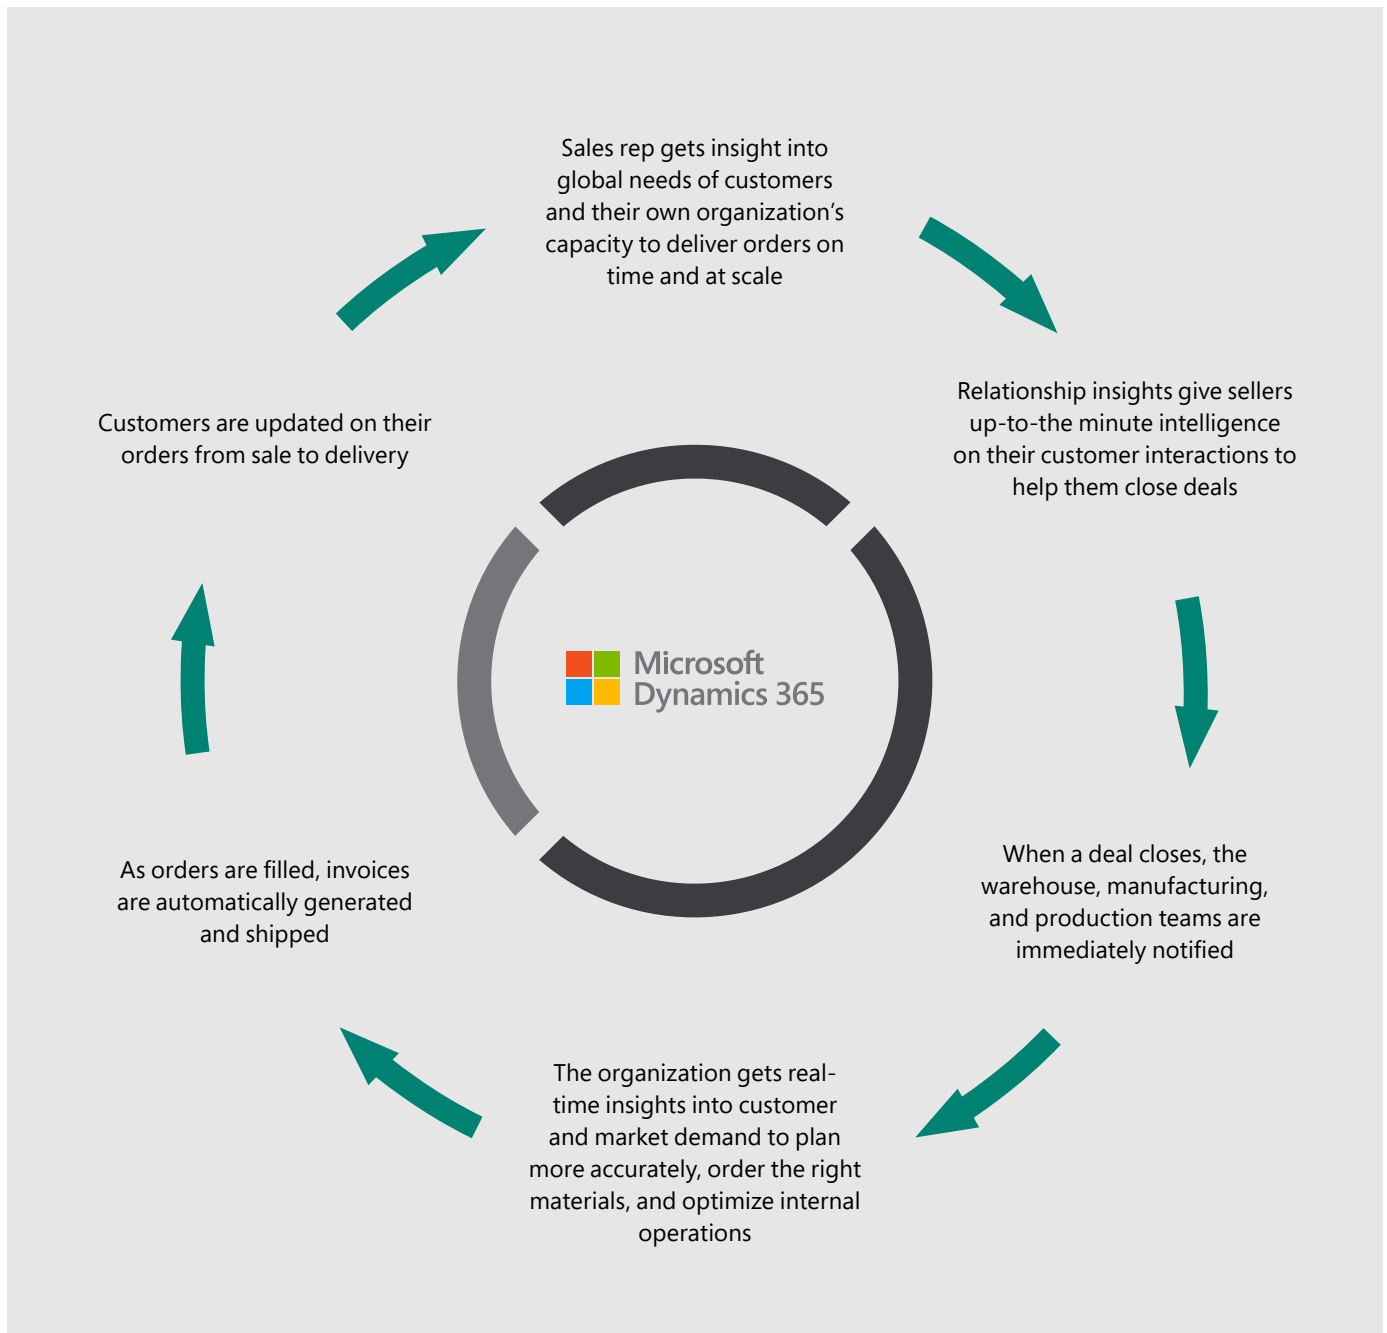 Sales rep gets insight into
global needs of customers
and their own organization's
capacity to deliver orders on
time and at scale
Relationship insights give sellers
up-to-the minute intelligence
on their customer interactions to
help them close deals
When a deal closes, the
warehouse, manufacturing,
and production teams are
immediately notified
The organization gets real-
time insights into customer
and market demand to plan
more accurately, order the right
materials, and optimize internal
operations
As orders are filled, invoices
are automatically generated
and shipped
Customers are updated on their
orders from sale to delivery
Microsoft
Dynamics 365